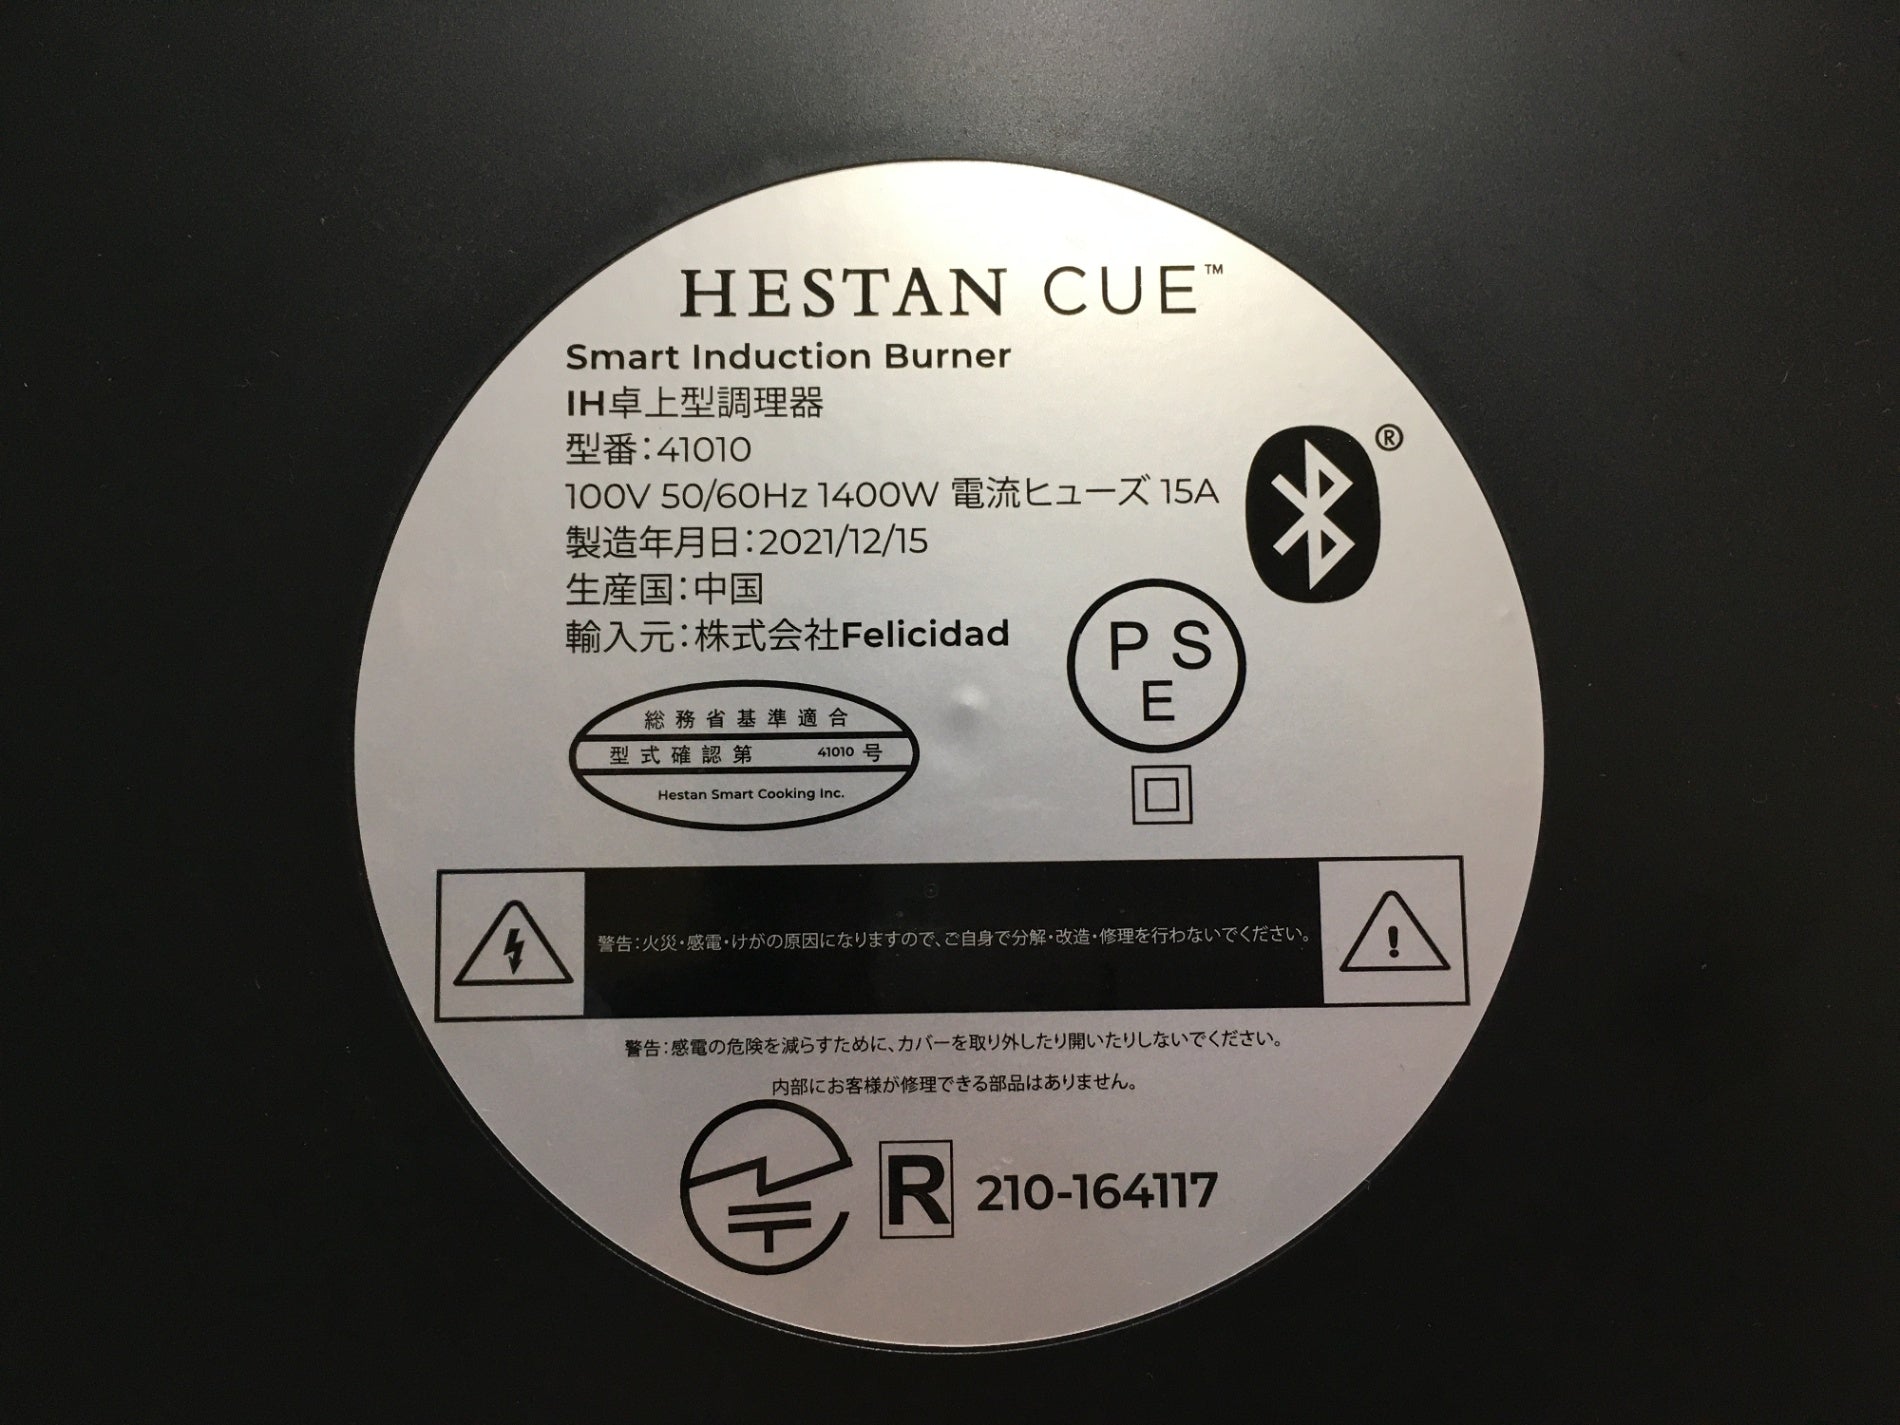 HESTAN CUE™
Smart Induction Burner
IH卓上型調理器
型番：41010
100V 50/60Hz 1400W 電流ヒューズ 15A
製造年月日：2021/12/15
生産国：中国
輸入元：株式会社Felicidad
®
P S
E
総務省基準適合
型式確認第 41010 号
Hestan Smart Cooking Inc.
警告：火災・感電・けがの原因になりますので、ご自身で分解・改造・修理を行わないでください。
警告：感電の危険を減らすために、カバーを取り外したり開いたりしないでください。
内部にお客様が修理できる部品はありません。
R 210-164117